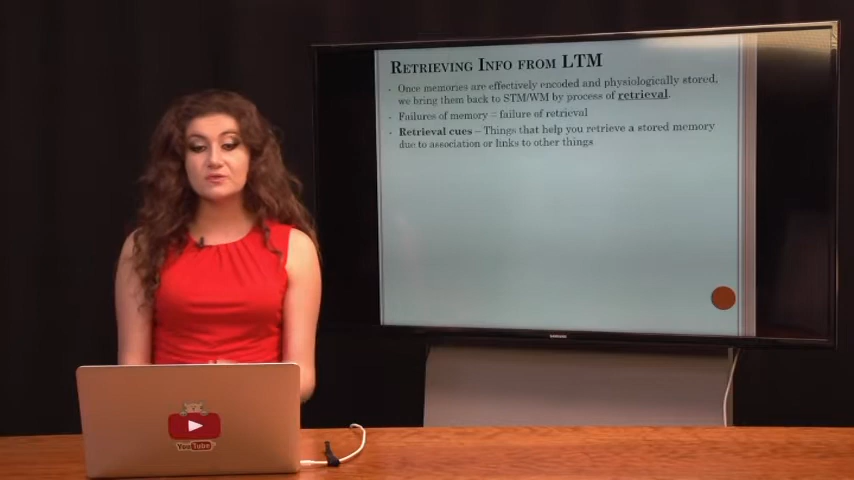 RETRIEVING INFO FROM LTM
Once memories are effectively encoded and physiologically stored,
we bring them back to STM/WM by process of retrieval.
Failures of memory = failure of retrieval
Retrieval cues – Things that help you retrieve a stored memory
due to association or links to other things
YouTube
SAMSUNG